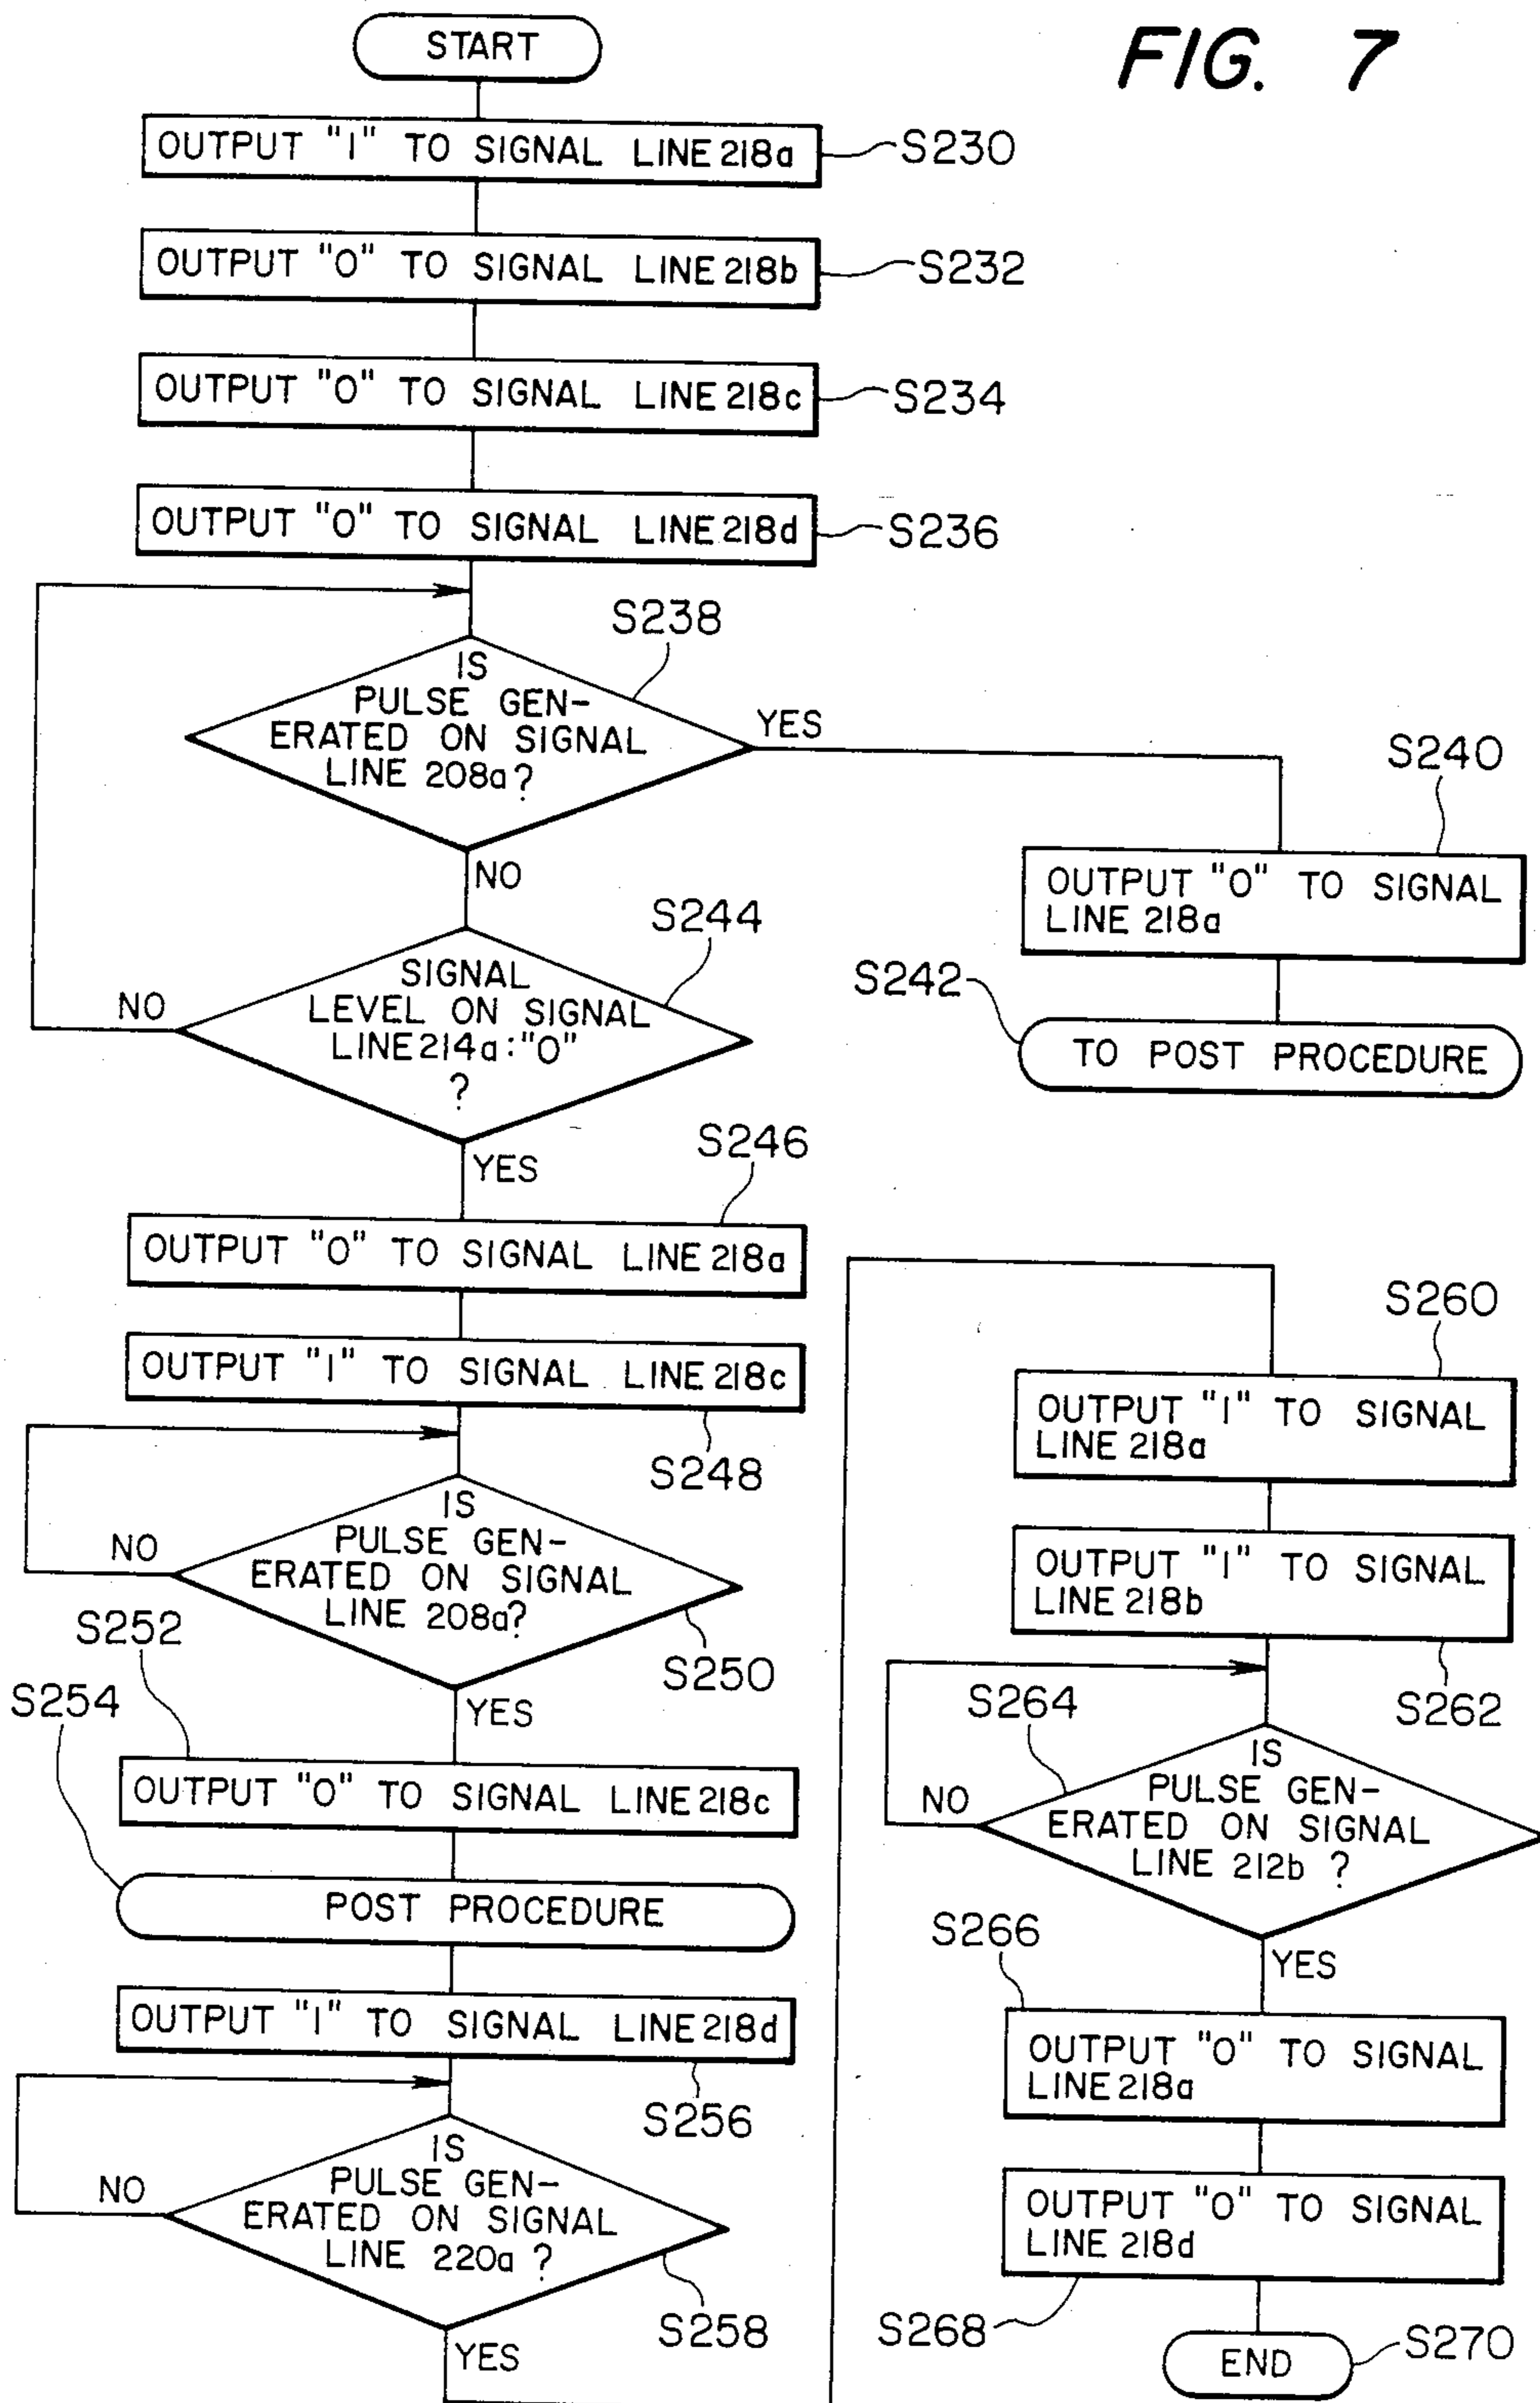 FIG. 7
START
OUTPUT "1" TO SIGNAL LINE 218a
S230
OUTPUT "0" TO SIGNAL LINE 218b
S232
OUTPUT "0" TO SIGNAL LINE 218c
S234
OUTPUT "0" TO SIGNAL LINE 218d
S236
S238
IS
PULSE GEN-
ERATED ON SIGNAL
LINE 208a?
YES
NO
S240
OUTPUT "0" TO SIGNAL
LINE 218a
S242
TO POST PROCEDURE
S244
SIGNAL
LEVEL ON SIGNAL
LINE 214a:"0"
?
NO
YES
S246
OUTPUT "0" TO SIGNAL LINE 218a
OUTPUT "1" TO SIGNAL LINE 218c
S248
IS
PULSE GEN-
ERATED ON SIGNAL
LINE 208a?
NO
S250
YES
S252
OUTPUT "0" TO SIGNAL LINE 218c
S254
POST PROCEDURE
OUTPUT "1" TO SIGNAL LINE 218d
S256
IS
PULSE GEN-
ERATED ON SIGNAL
LINE 220a ?
NO
S258
YES
S260
OUTPUT "1" TO SIGNAL
LINE 218a
OUTPUT "1" TO SIGNAL
LINE 218b
S262
S264
IS
PULSE GEN-
ERATED ON SIGNAL
LINE 212b ?
NO
YES
S266
OUTPUT "0" TO SIGNAL
LINE 218a
OUTPUT "0" TO SIGNAL
LINE 218d
S268
END
S270